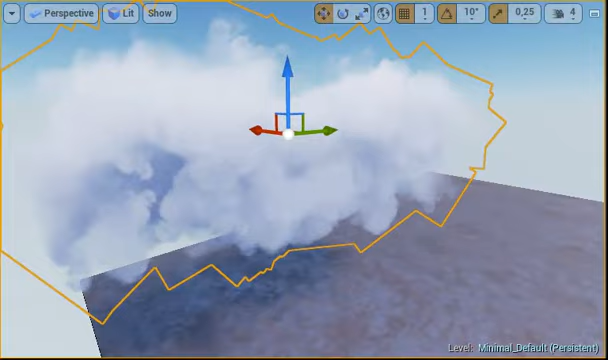 Perspective Lit Show 1 10° 0,25 4
Level: Minimal_Default (Persistent)